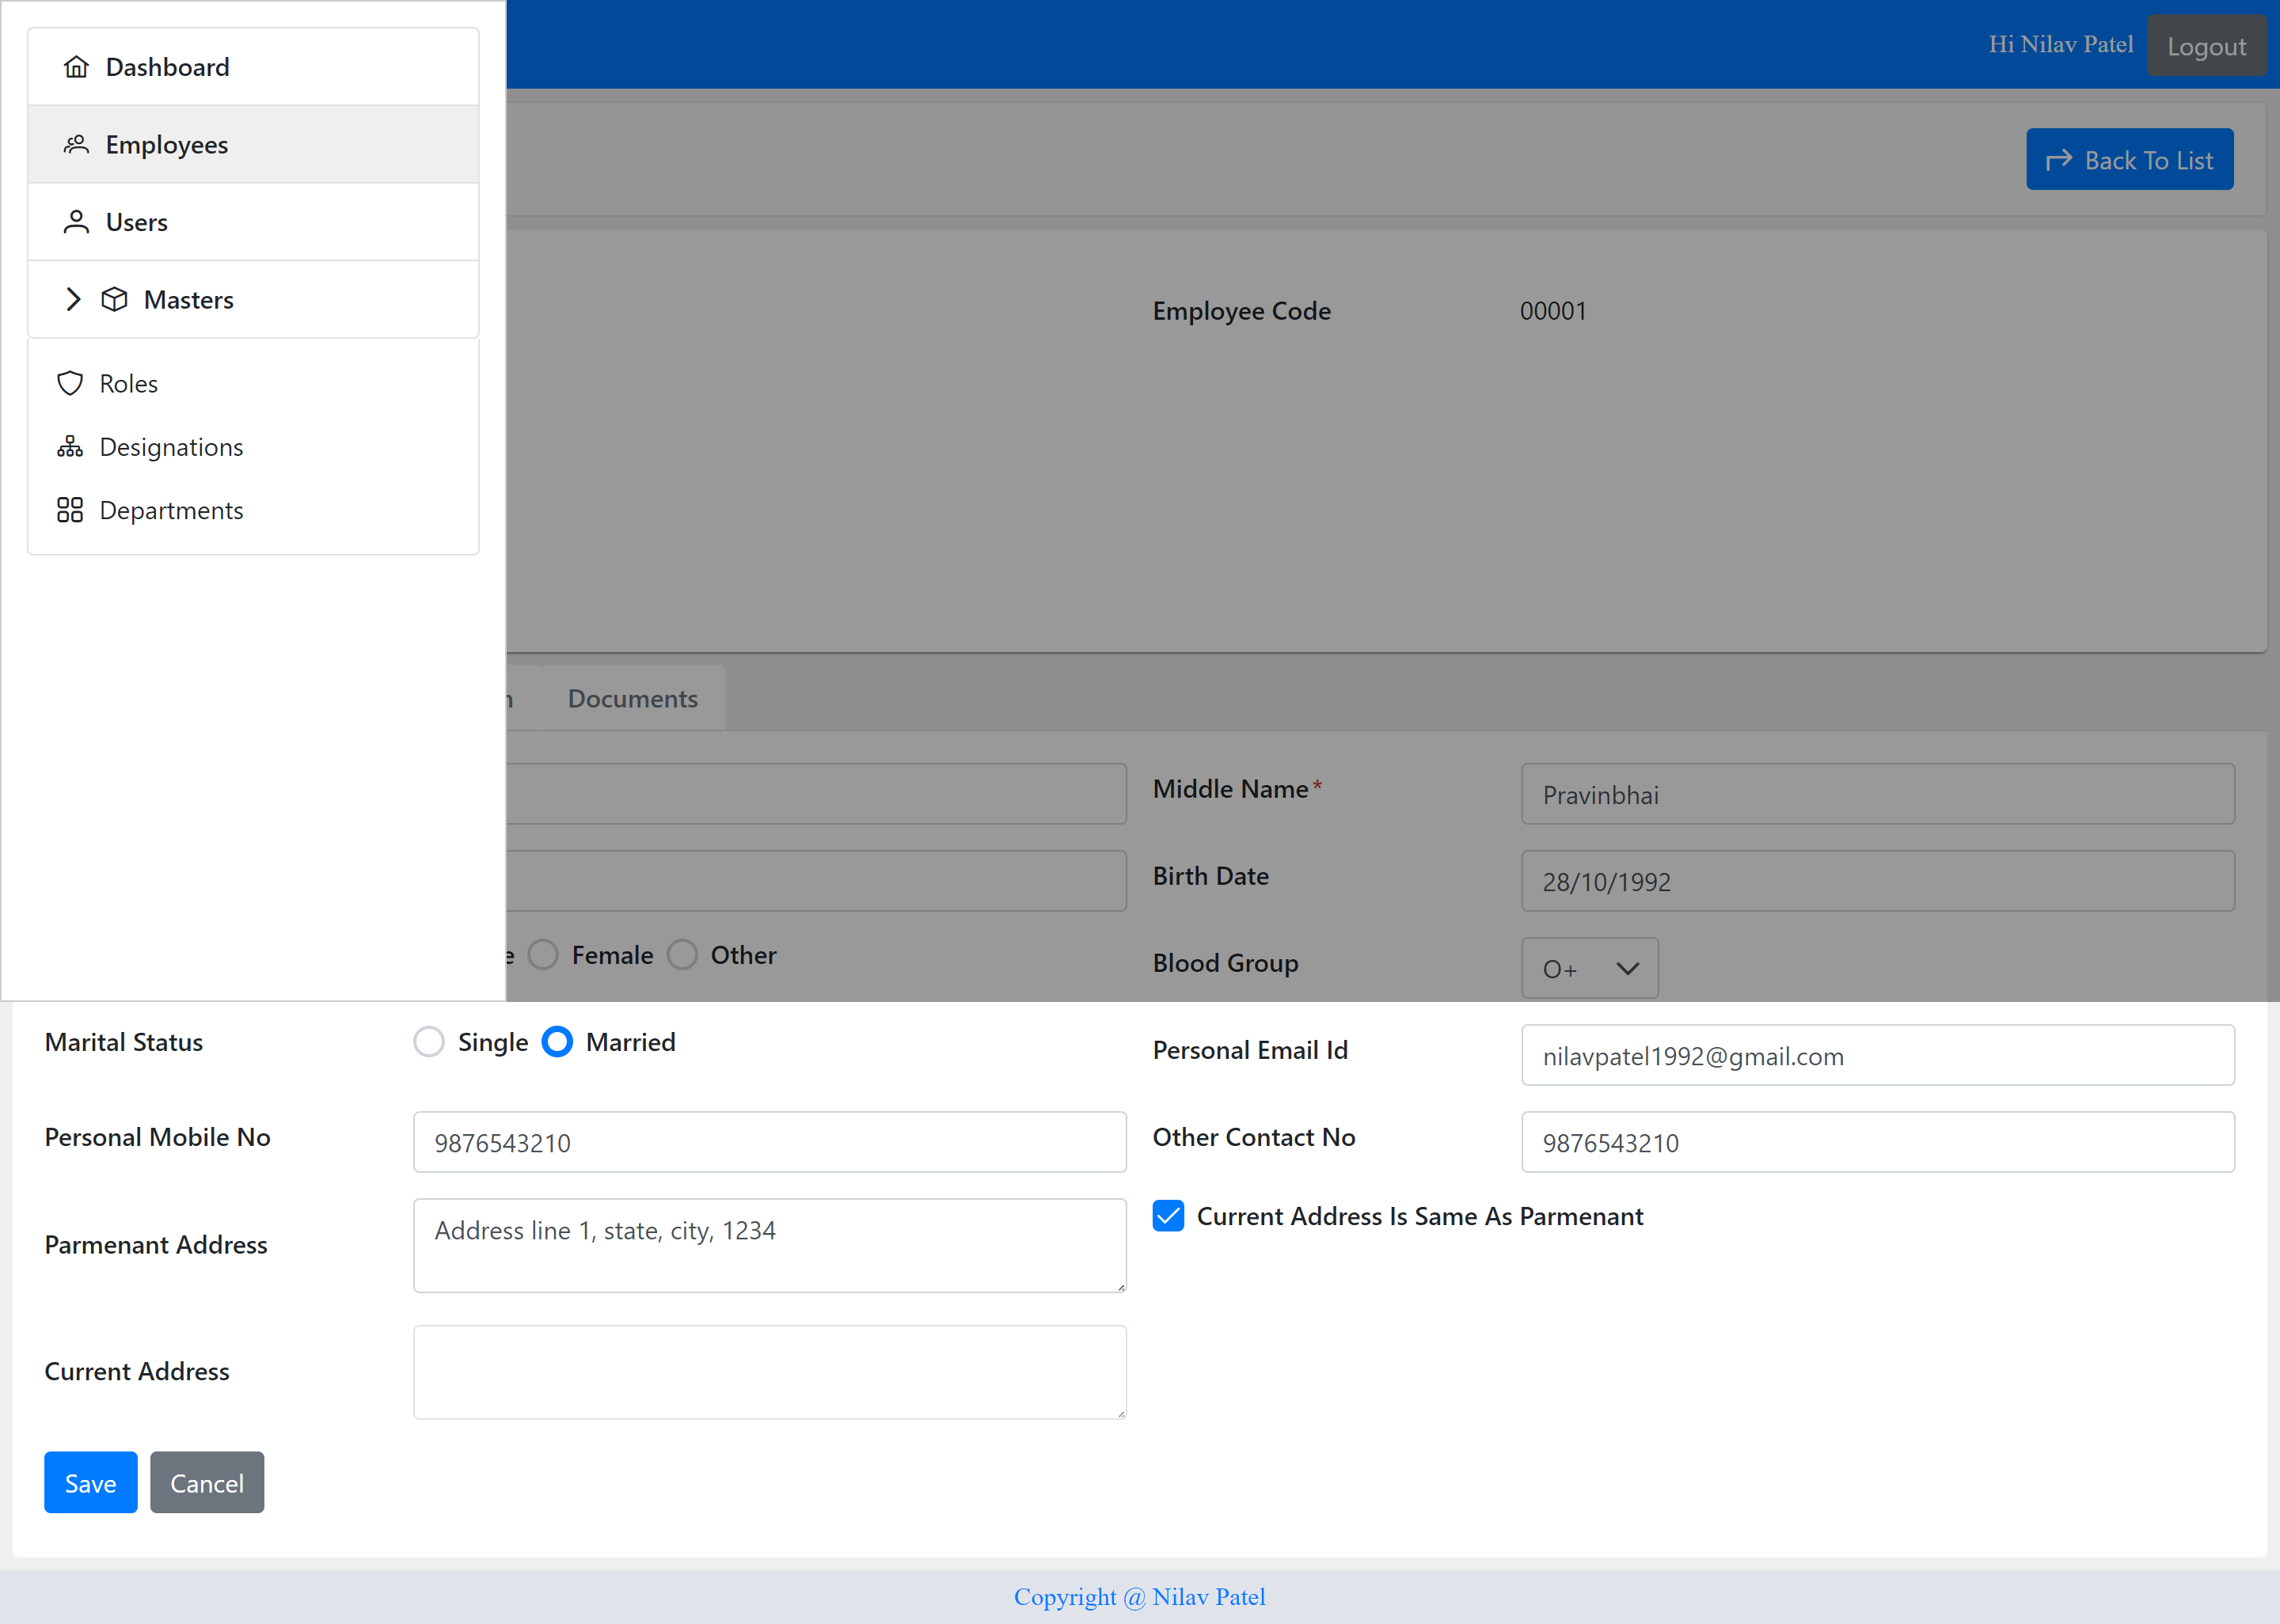 Dashboard
Employees
Users
Masters
Roles
Designations
Departments
Hi Nilav Patel
Logout
Back To List
Employee Code 00001
Documents
Middle Name* Pravinbhai
Birth Date 28/10/1992
Female Other
Blood Group O+
Marital Status Single Married
Personal Email Id nilavpatel1992@gmail.com
Personal Mobile No 9876543210
Other Contact No 9876543210
Parmenant Address Address line 1, state, city, 1234
Current Address Is Same As Parmenant
Current Address
Save Cancel
Copyright @ Nilav Patel